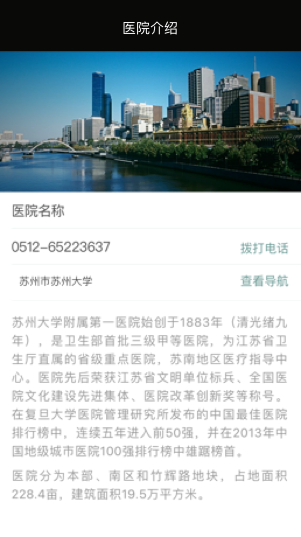 医院介绍
医院名称
0512-65223637 拨打电话
苏州市苏州大学 查看导航
苏州大学附属第一医院始创于1883年（清光绪九
年），是卫生部首批三级甲等医院，为江苏省卫
生厅直属的省级重点医院，苏南地区医疗指导中
心。医院先后荣获江苏省文明单位标兵、全国医
院文化建设先进集体、医院改革创新奖等称号。
在复旦大学医院管理研究所发布的中国最佳医院
排行榜中，连续五年进入前50强，并在2013年中
国地级城市医院100强排行榜中雄踞榜首。
医院分为本部、南区和竹辉路地块，占地面积
228.4亩，建筑面积19.5万平方米。